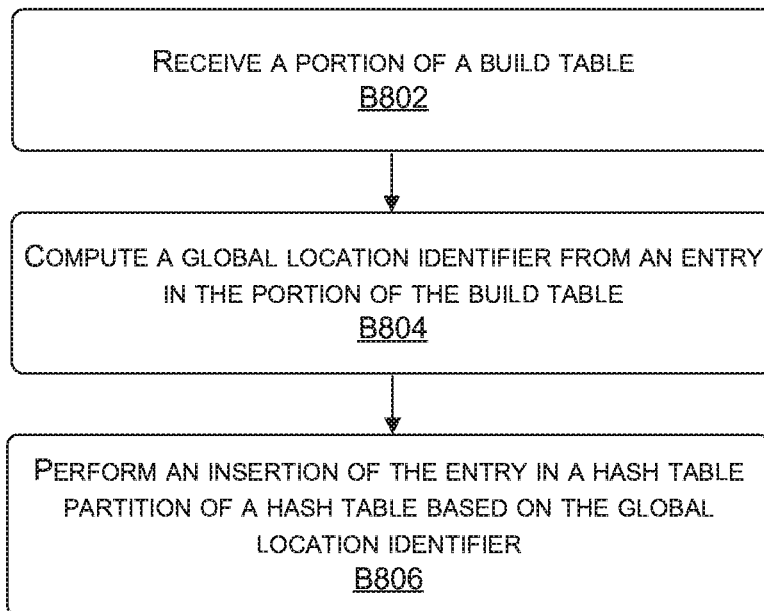 RECEIVE A PORTION OF A BUILD TABLE
B802
COMPUTE A GLOBAL LOCATION IDENTIFIER FROM AN ENTRY
IN THE PORTION OF THE BUILD TABLE
B804
PERFORM AN INSERTION OF THE ENTRY IN A HASH TABLE
PARTITION OF A HASH TABLE BASED ON THE GLOBAL
LOCATION IDENTIFIER
B806